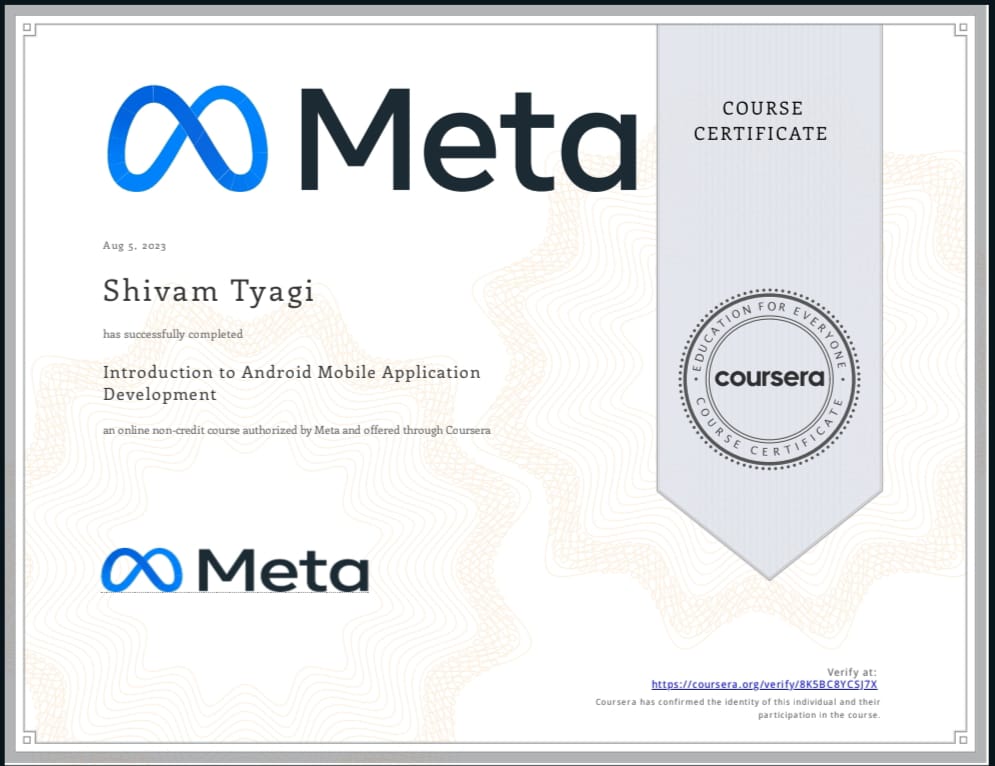 Meta
COURSE
CERTIFICATE
Aug 5, 2023
Shivam Tyagi
has successfully completed
Introduction to Android Mobile Application
Development
an online non-credit course authorized by Meta and offered through Coursera
EDUCATION FOR EVERYONE
coursera
COURSE CERTIFICATE
Meta
Verify at:
https://coursera.org/verify/8K5BC8YCSJ7X
Coursera has confirmed the identity of this individual and their
participation in the course.